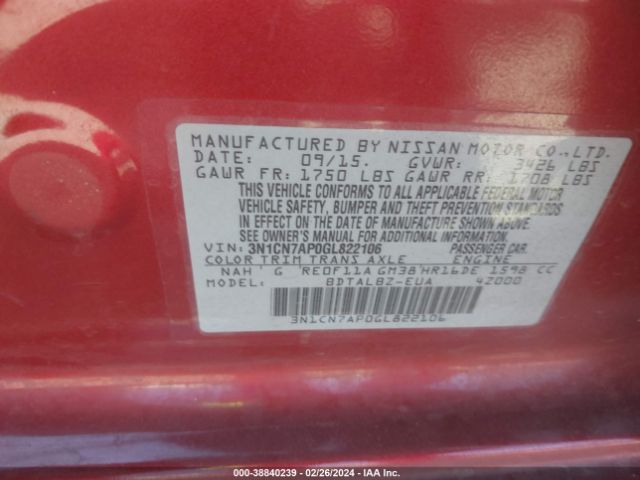 MANUFACTURED BY NISSAN MOTOR CO.,LTD.
DATE: 09/15. GVWR: 3426 LBS
GAWR FR: 1750 LBS GAWR RR: 1708 LBS
THIS VEHICLE CONFORMS TO ALL APPLICABLE FEDERAL MOTOR
VEHICLE SAFETY, BUMPER AND THEFT PREVENTION STANDARDS
IN EFFECT ON THE DATE OF MANUFACTURE SHOWN ABOVE.
SEE OWNER'S MANUAL FOR ADDITIONAL INFORMATION.
VIN: 3N1CN7AP0GL822106 PASSENGER CAR.
COLOR TRIM TRANS AXLE ENGINE
NAH G RE0F11A GM38 HR16DE 1598 CC
BDTALBZ-EUA 42000
3N1CN7AP0GL822106
000-38840239 - 02/26/2024 - IAA Inc.